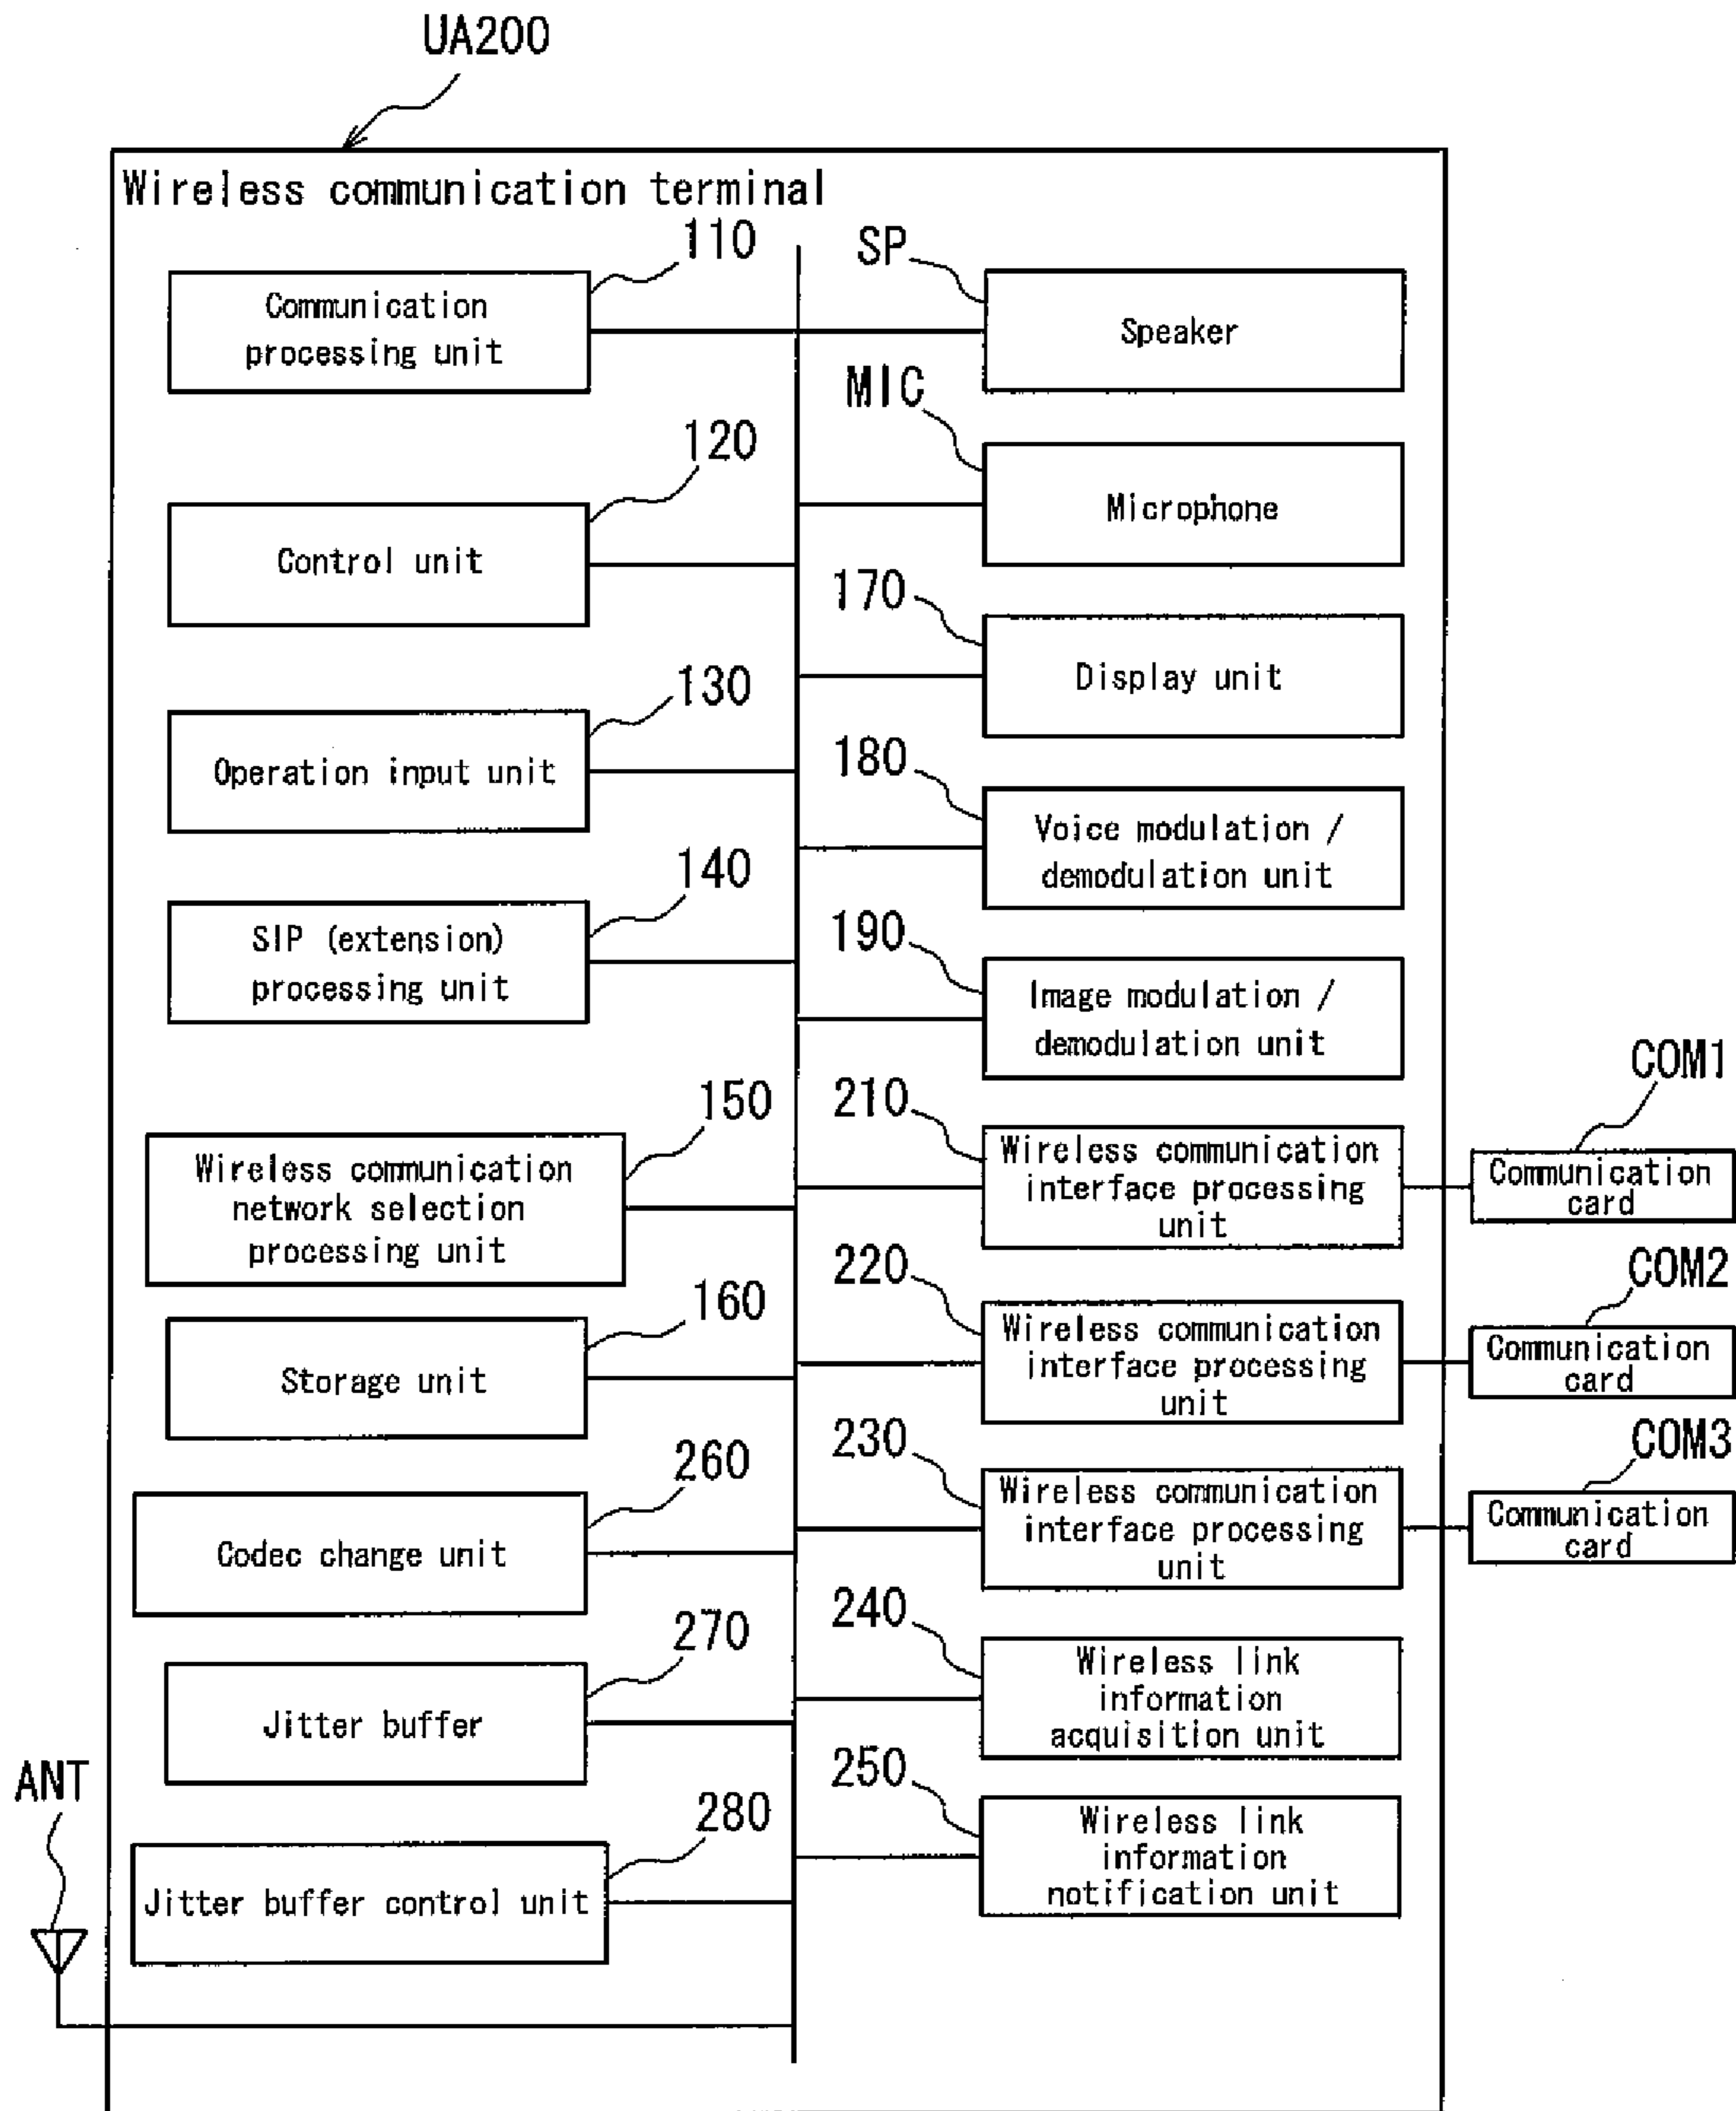 UA200
Wireless communication terminal
110
Communication
processing unit
120
Control unit
130
Operation input unit
140
SIP (extension)
processing unit
150
Wireless communication
network selection
processing unit
160
Storage unit
260
Codec change unit
270
Jitter buffer
280
Jitter buffer control unit
ANT
SP
Speaker
MIC
Microphone
170
Display unit
180
Voice modulation /
demodulation unit
190
Image modulation /
demodulation unit
210
Wireless communication
interface processing
unit
COM1
Communication
card
220
Wireless communication
interface processing
unit
COM2
Communication
card
230
Wireless communication
interface processing
unit
COM3
Communication
card
240
Wireless link
information
acquisition unit
250
Wireless link
information
notification unit